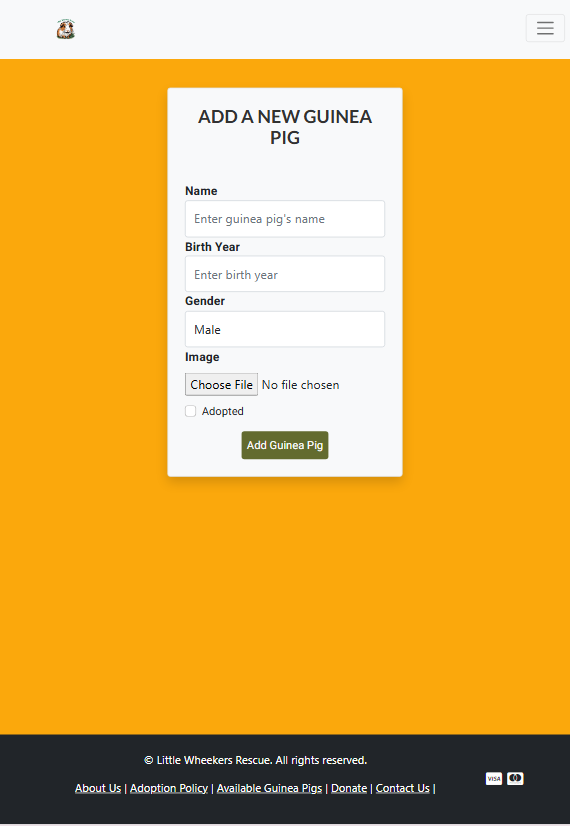 ADD A NEW GUINEA
PIG
Name
Enter guinea pig's name
Birth Year
Enter birth year
Gender
Male
Image
Choose File No file chosen
Adopted
Add Guinea Pig
© Little Wheekers Rescue. All rights reserved.
VISA
About Us | Adoption Policy | Available Guinea Pigs | Donate | Contact Us |